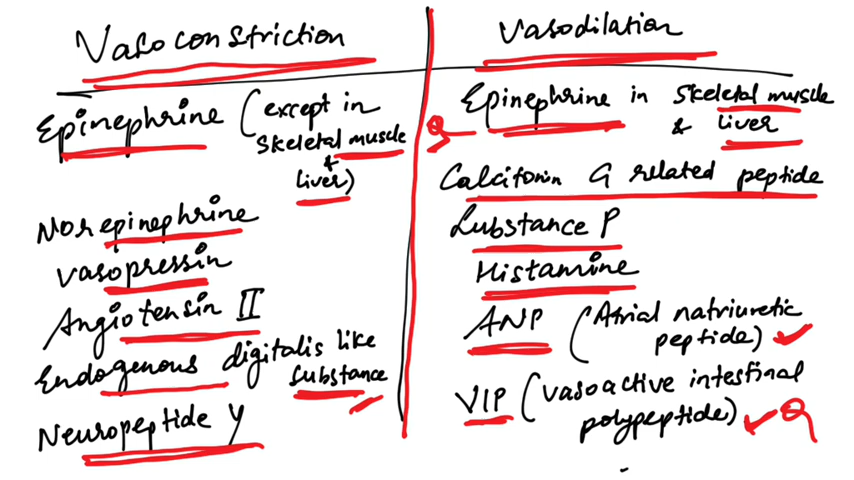 Vasoconstriction
Epinephrine (except in
skeletal muscle
&
liver)
Norepinephrine
Vasopressin
Angiotensin II
Endogenous digitalis like
substance
Neuropeptide Y
Vasodilation
Epinephrine in skeletal muscle
& liver
Calcitonin G related peptide
Substance P
Histamine
ANP (Atrial natriuretic
peptide)
VIP (vasoactive intestinal
polypeptide)